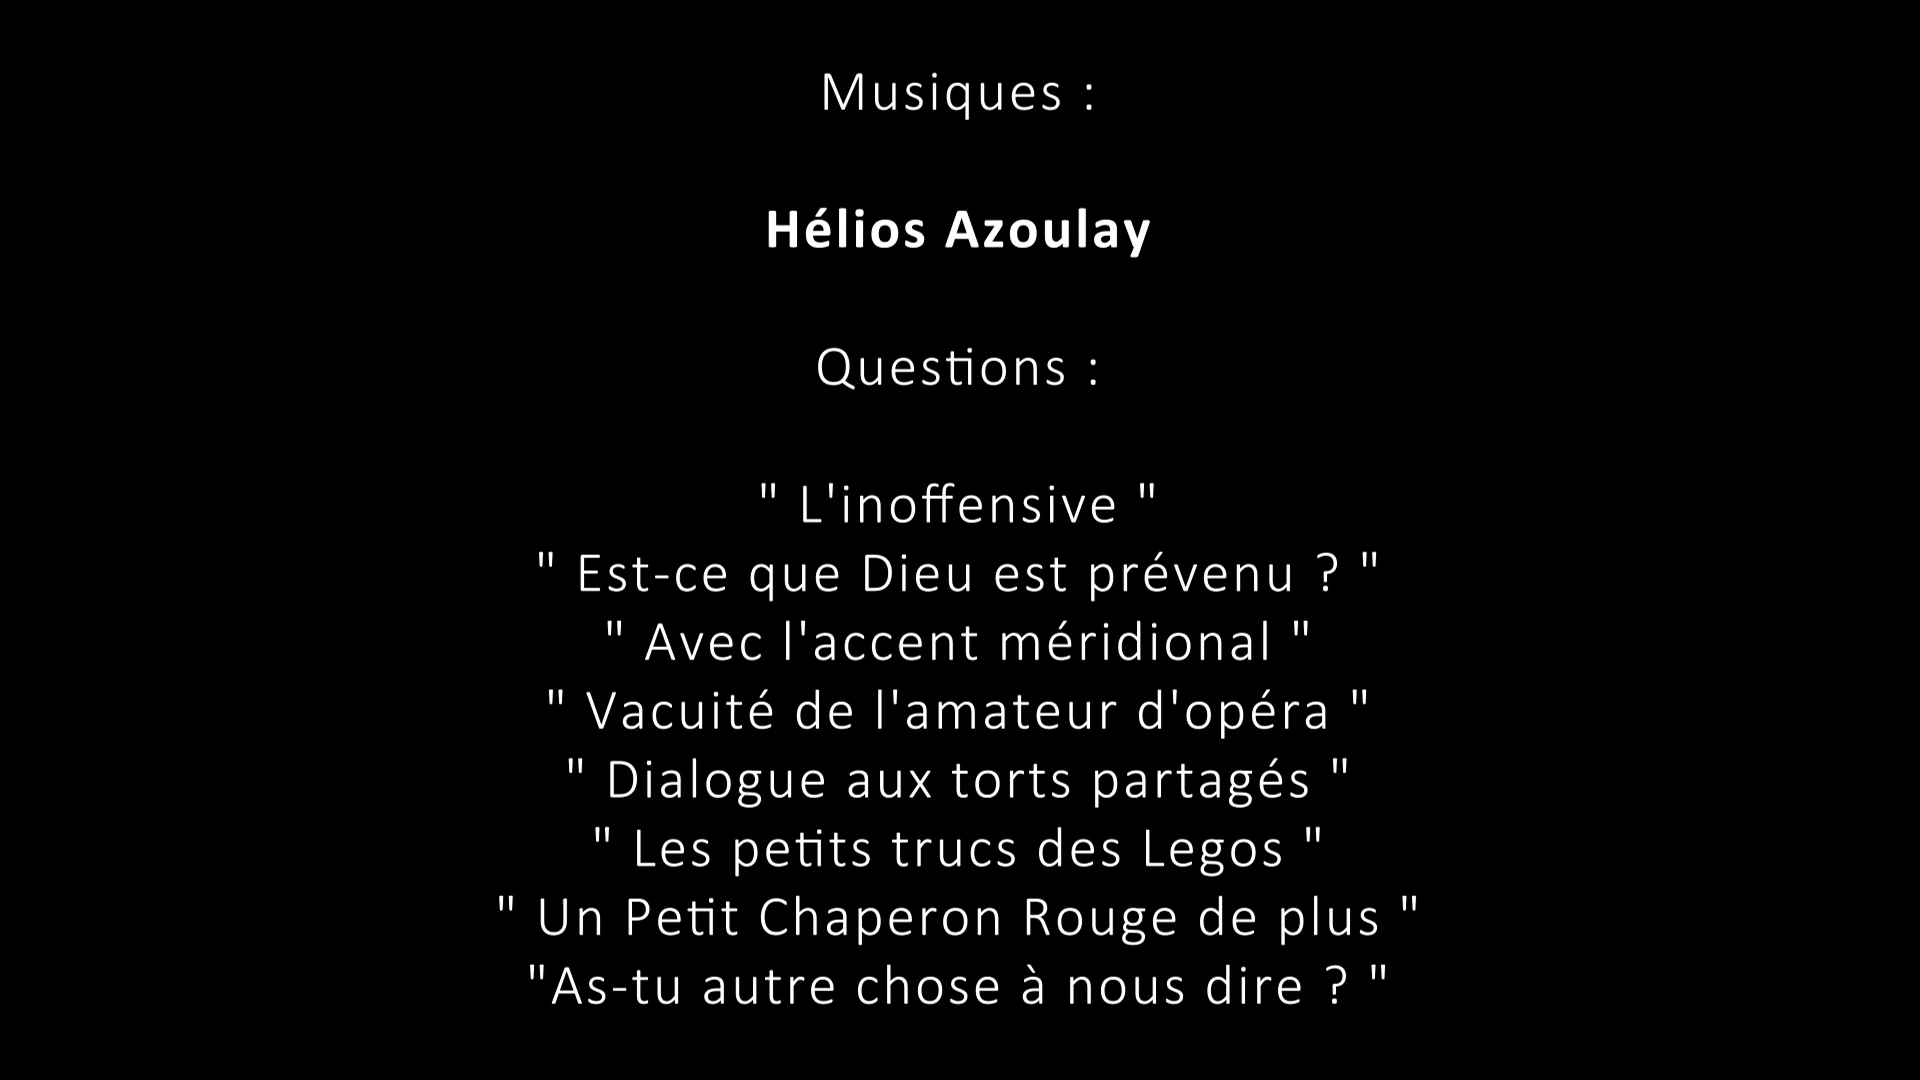 Musiques :
Hélios Azoulay
Questions :
" L'inoffensive "
" Est-ce que Dieu est prévenu ? "
" Avec l'accent méridional "
" Vacuité de l'amateur d'opéra "
" Dialogue aux torts partagés "
" Les petits trucs des Legos "
" Un Petit Chaperon Rouge de plus "
"As-tu autre chose à nous dire ? "